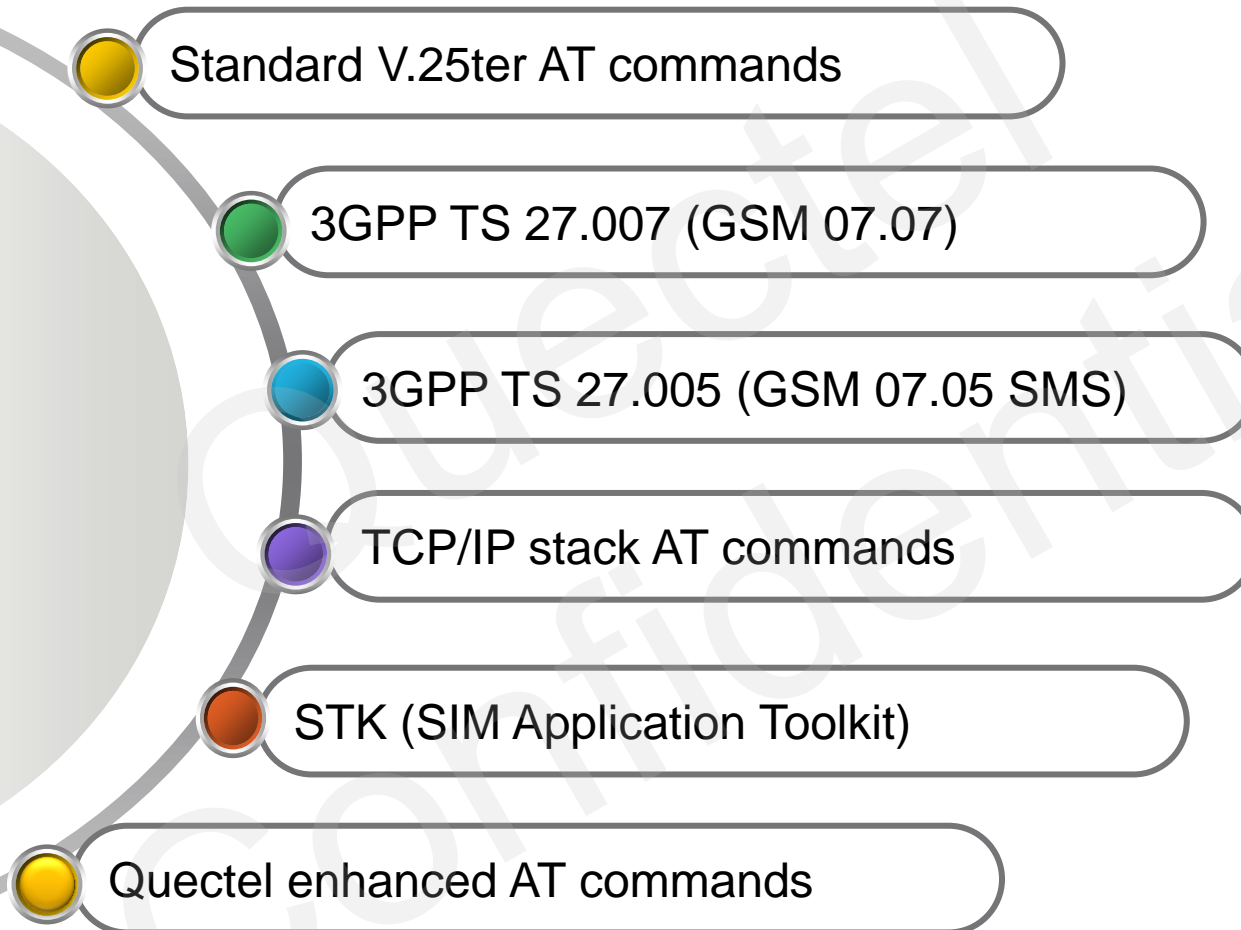 Standard V.25ter AT commands
3GPP TS 27.007 (GSM 07.07)
3GPP TS 27.005 (GSM 07.05 SMS)
TCP/IP stack AT commands
STK (SIM Application Toolkit)
Quectel enhanced AT commands
Quectel
Confidentia